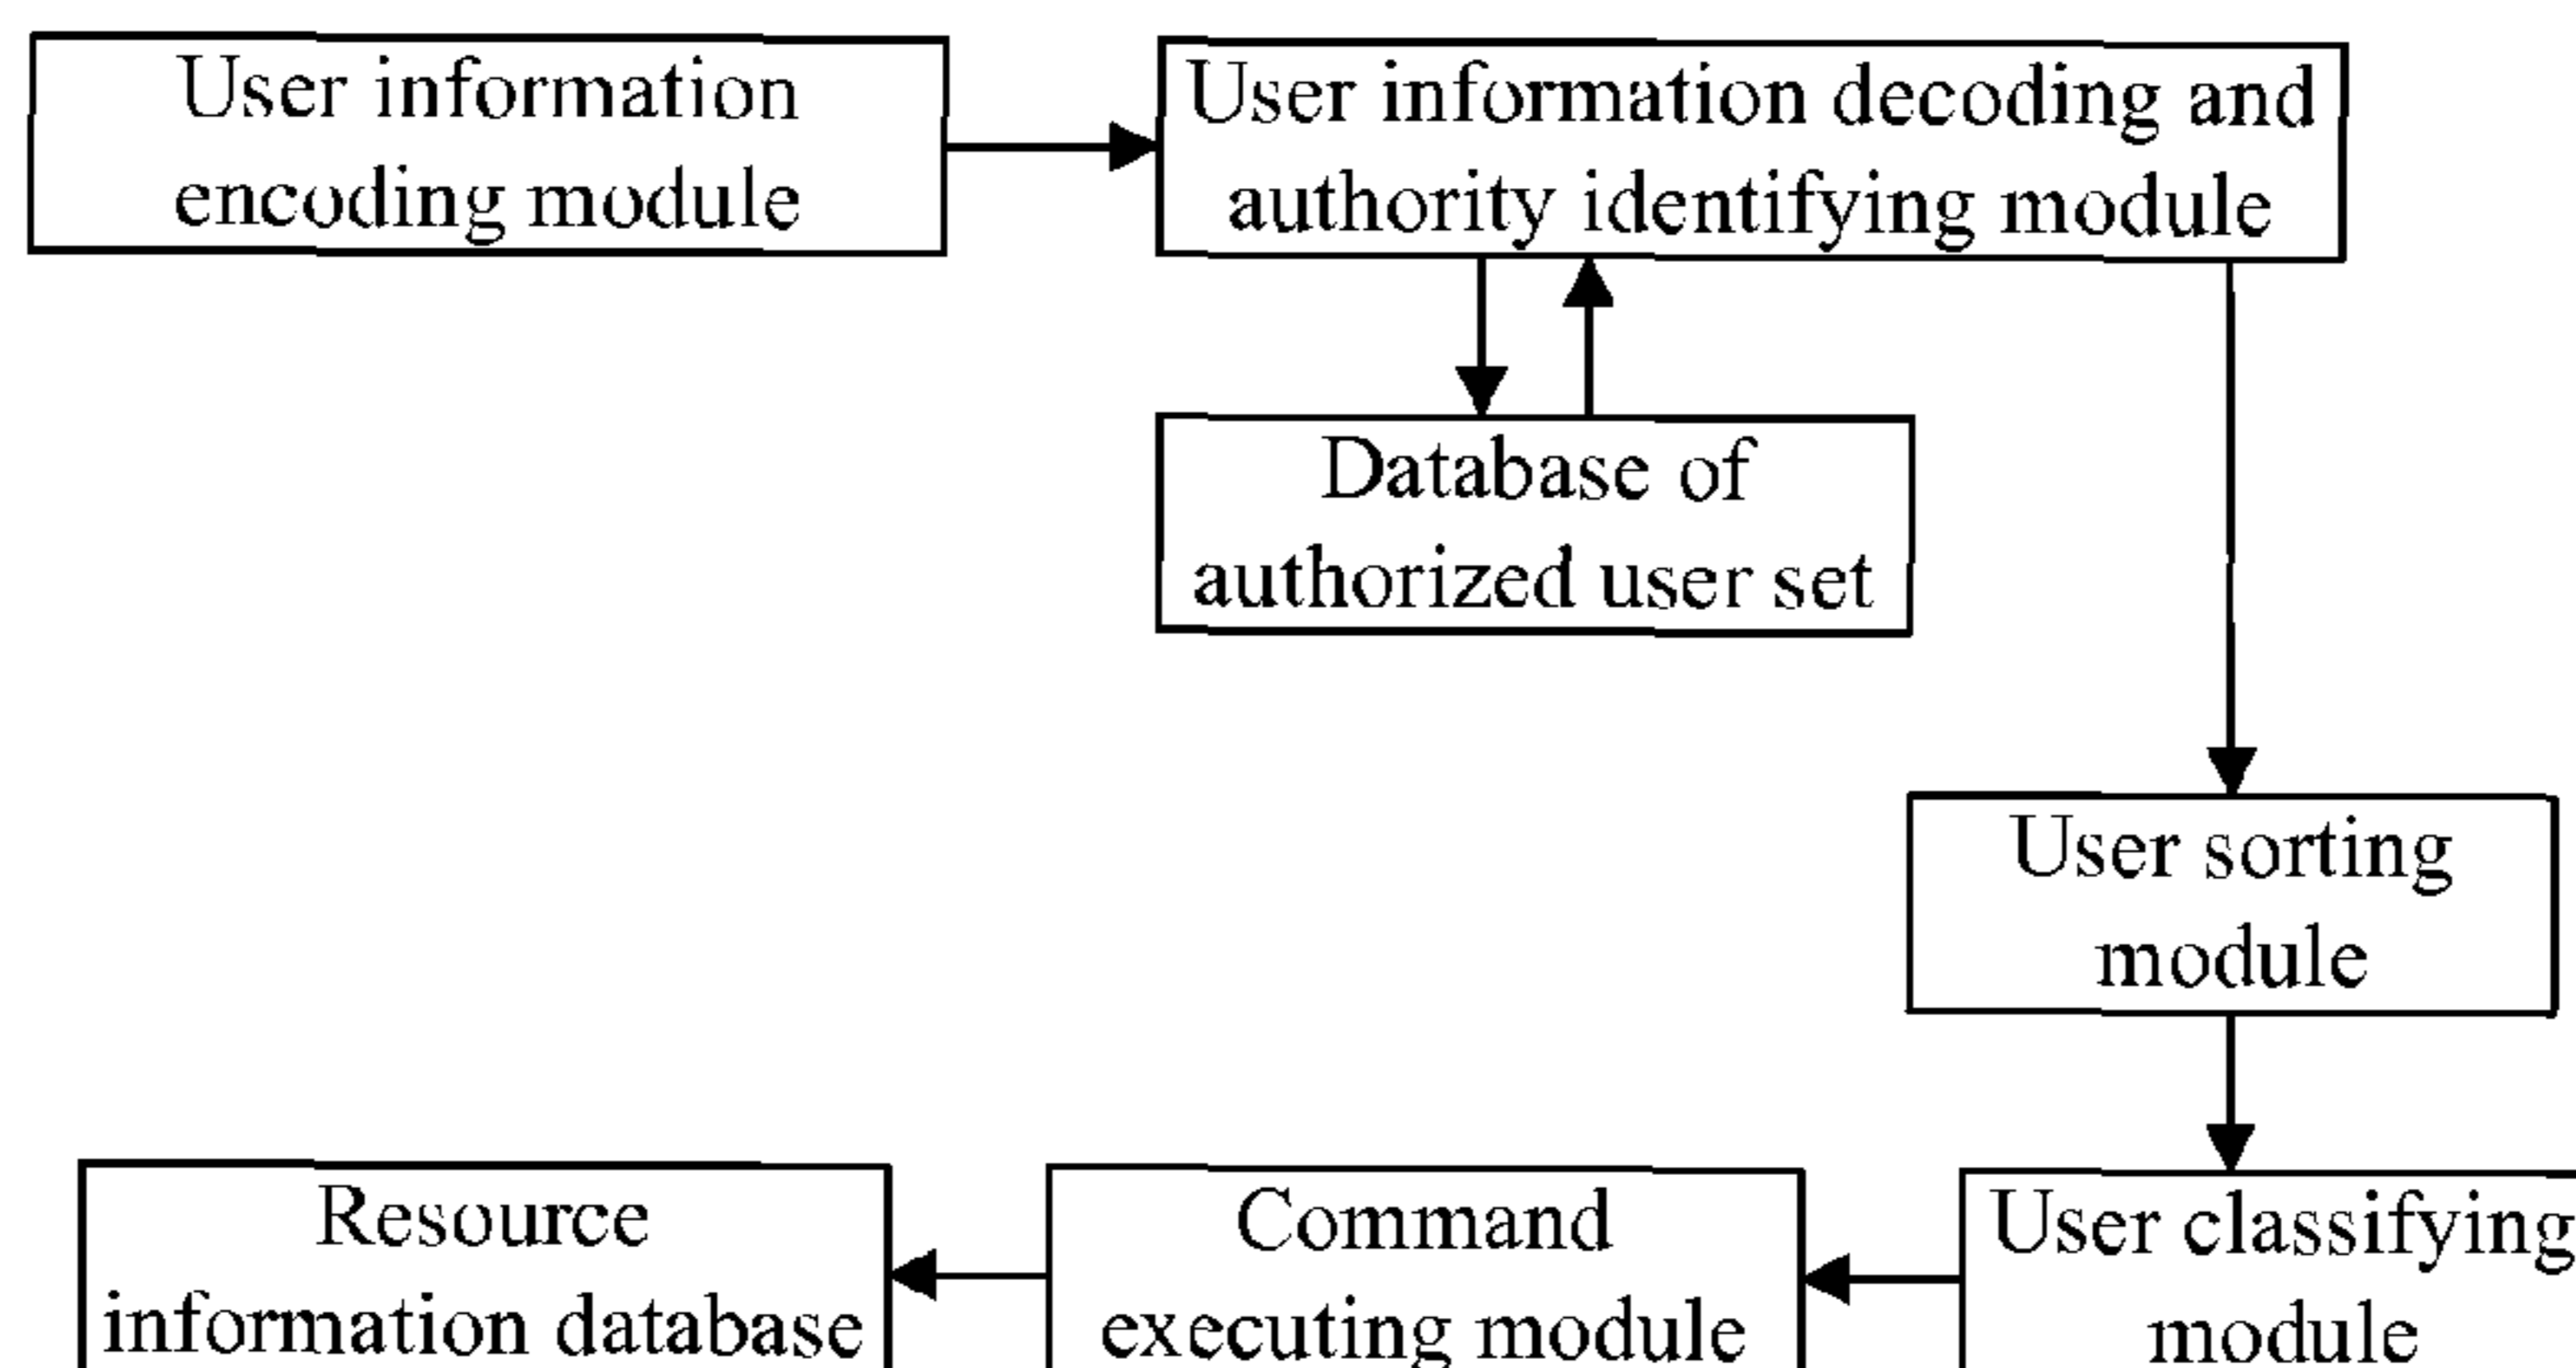 User information
encoding module
User information decoding and
authority identifying module
Database of
authorized user set
User sorting
module
Resource
information database
Command
executing module
User classifying
module